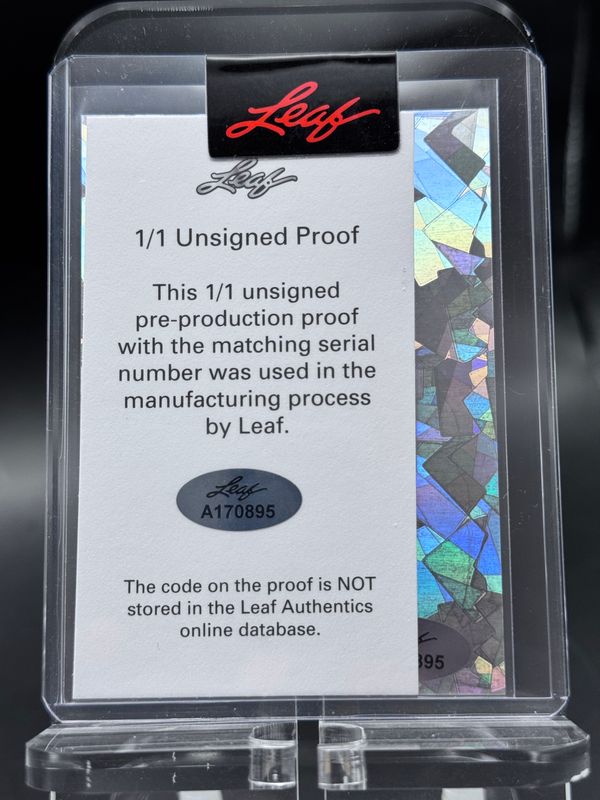 Leaf
Leaf
1/1 Unsigned Proof
This 1/1 unsigned
pre-production proof
with the matching serial
number was used in the
manufacturing process
by Leaf.
Leaf
A170895
The code on the proof is NOT
stored in the Leaf Authentics
online database.
895